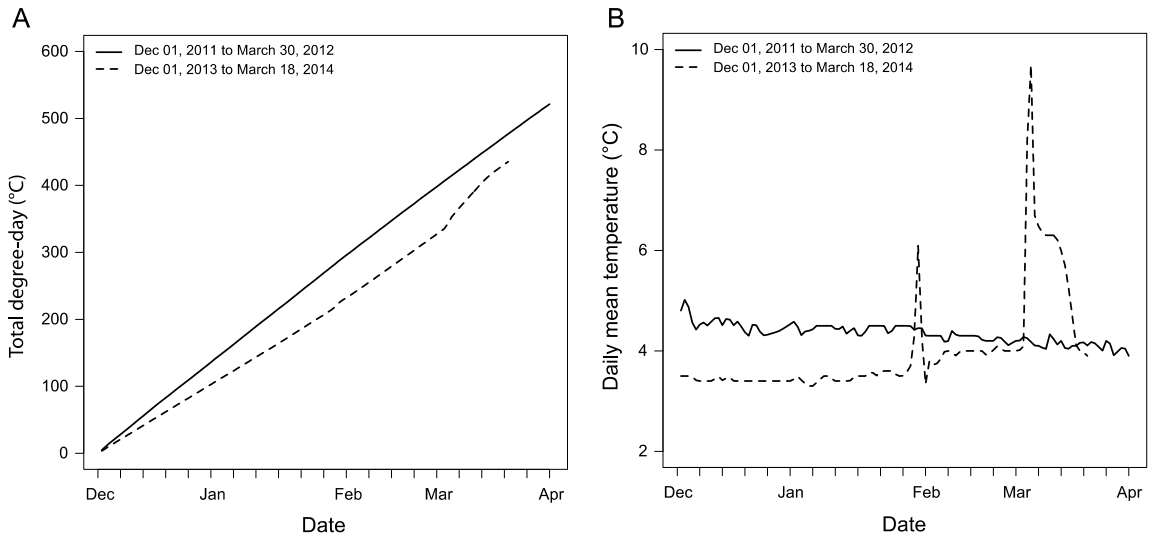 A
Dec 01, 2011 to March 30, 2012
Dec 01, 2013 to March 18, 2014
Total degree-day (°C)
600
500
400
300
200
100
0
Dec Jan Feb Mar Apr
Date
B
Dec 01, 2011 to March 30, 2012
Dec 01, 2013 to March 18, 2014
Daily mean temperature (°C)
10
8
6
4
2
Dec Jan Feb Mar Apr
Date